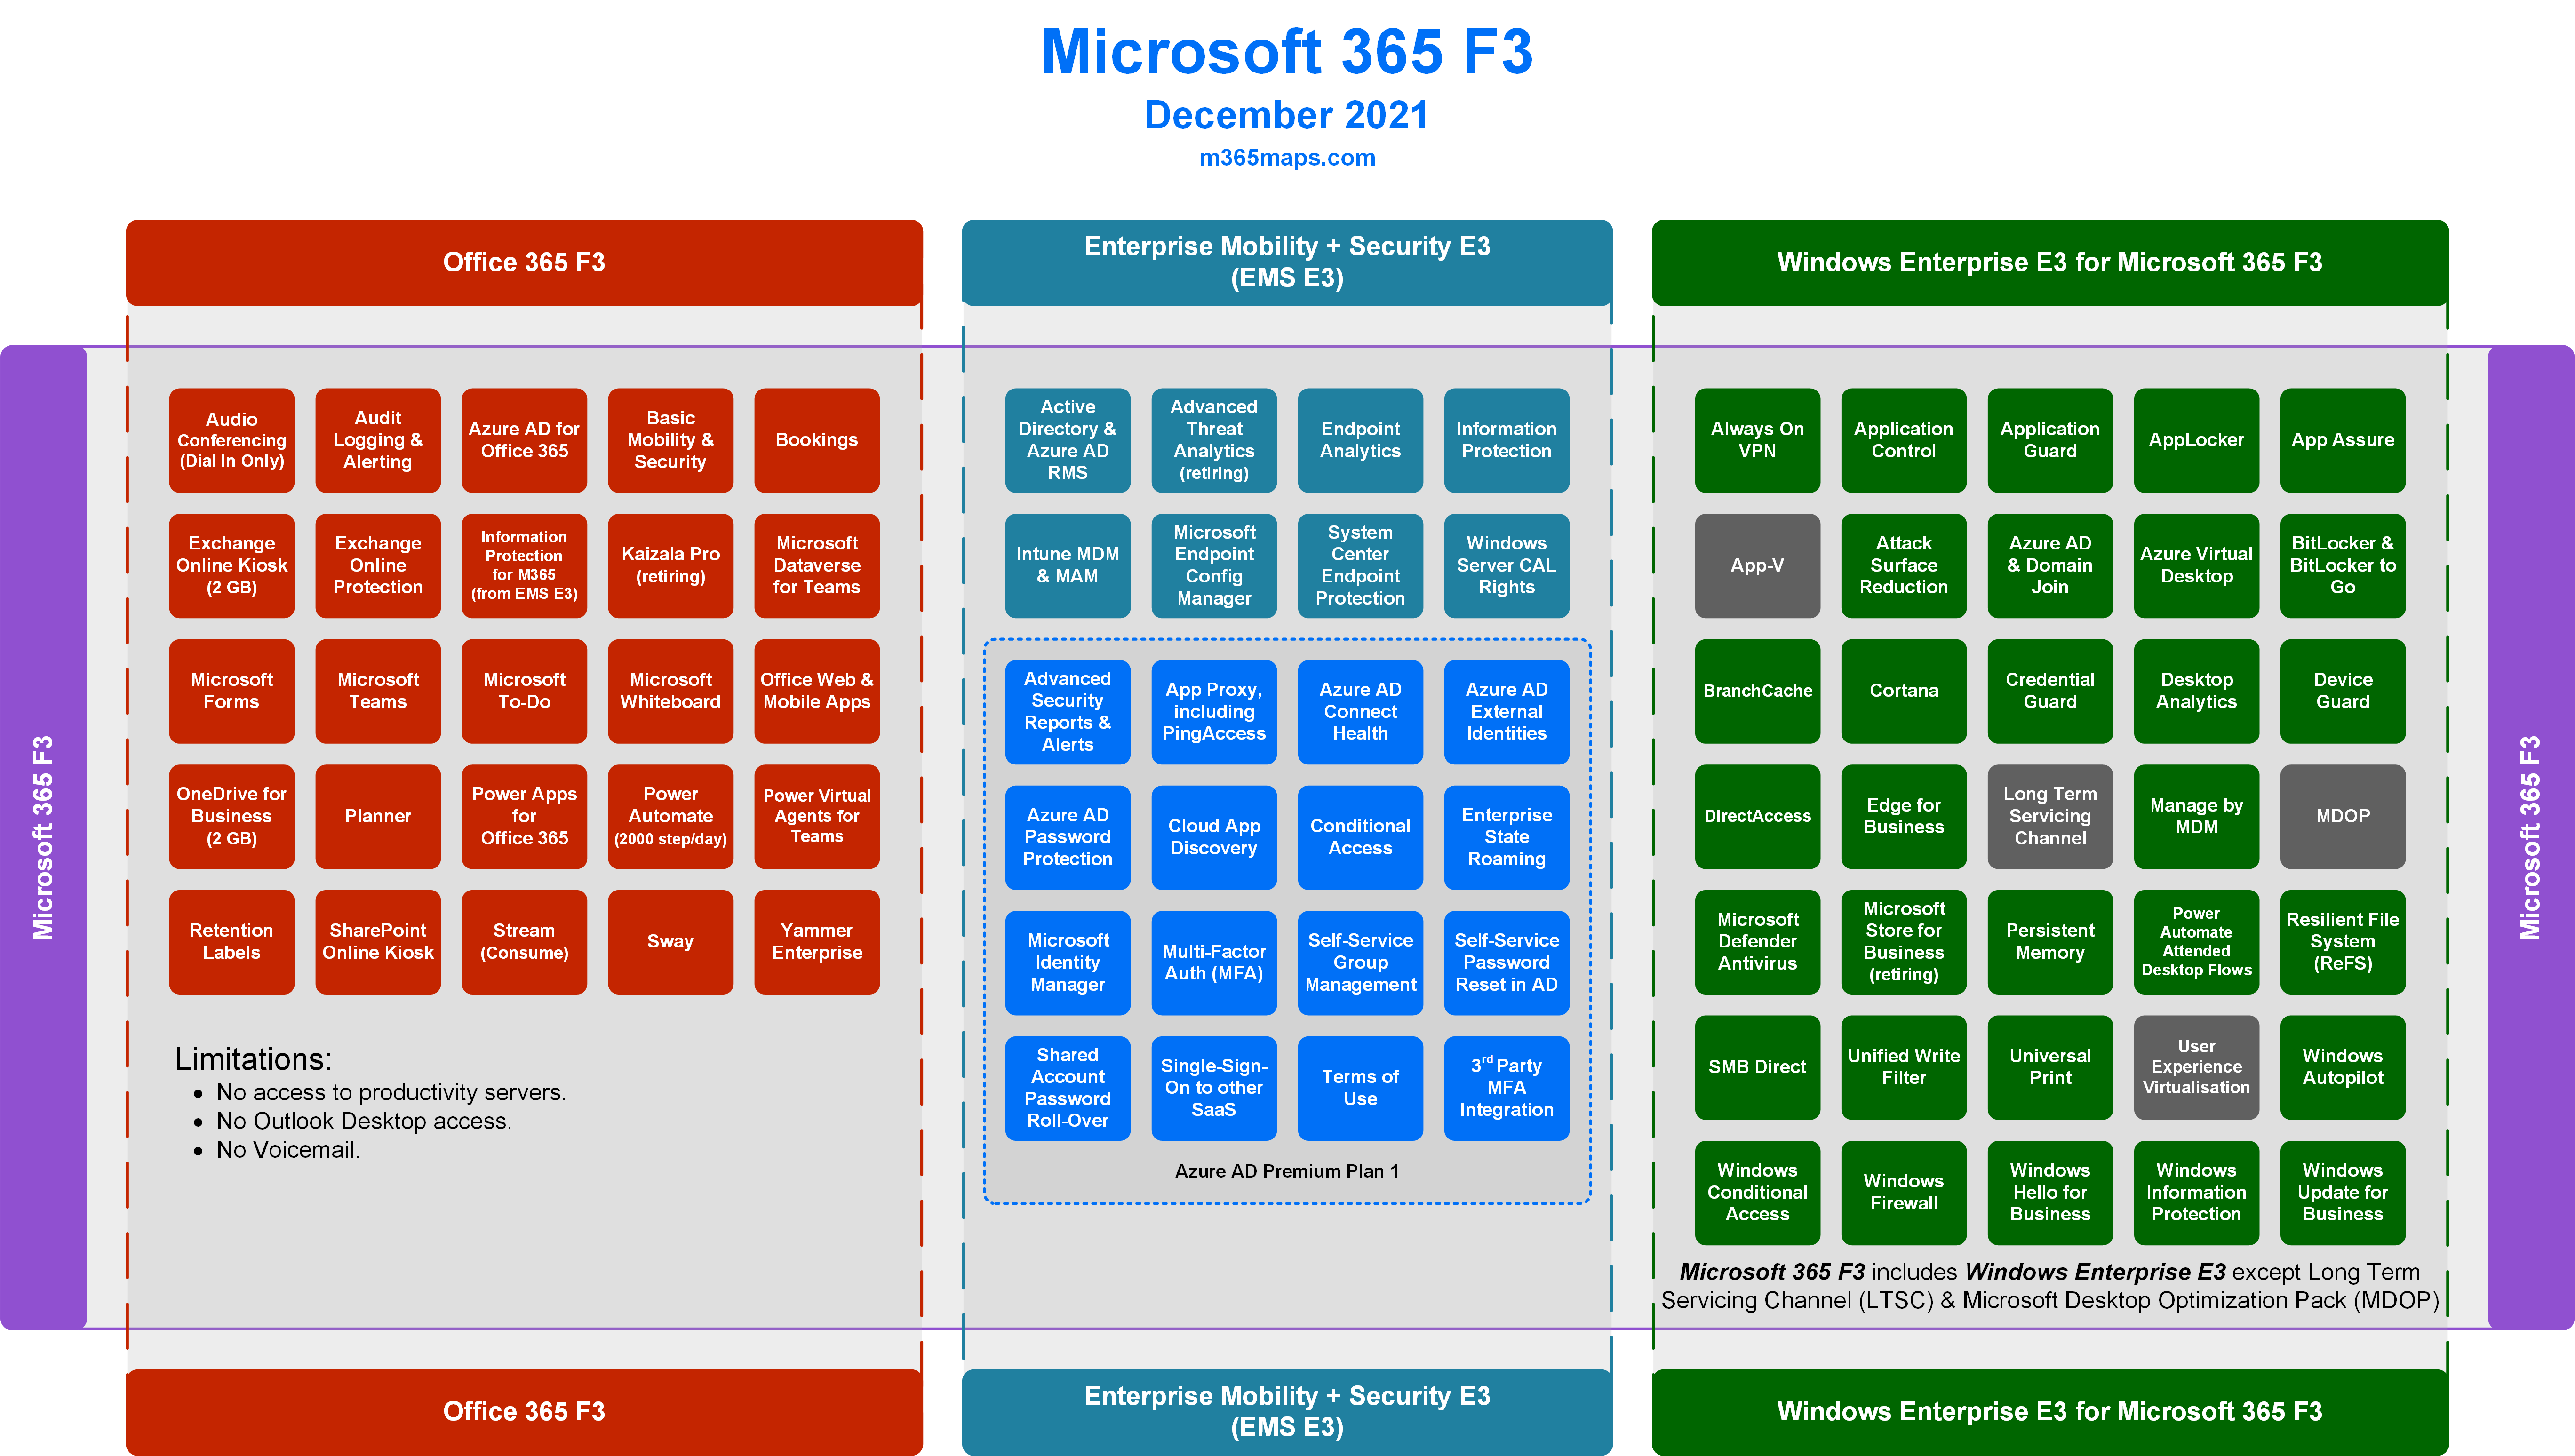 Microsoft 365 F3
December 2021
m365maps.com
Office 365 F3
Enterprise Mobility + Security E3
(EMS E3)
Windows Enterprise E3 for Microsoft 365 F3
Microsoft 365 F3
Audio
Conferencing
(Dial In Only)
Audit
Logging &
Alerting
Azure AD for
Office 365
Basic
Mobility &
Security
Bookings
Exchange
Online Kiosk
(2 GB)
Exchange
Online
Protection
Information
Protection
for M365
(from EMS E3)
Kaizala Pro
(retiring)
Microsoft
Dataverse
for Teams
Microsoft
Forms
Microsoft
Teams
Microsoft
To-Do
Microsoft
Whiteboard
Office Web &
Mobile Apps
OneDrive for
Business
(2 GB)
Planner
Power Apps
for
Office 365
Power
Automate
(2000 step/day)
Power Virtual
Agents for
Teams
Retention
Labels
SharePoint
Online Kiosk
Stream
(Consume)
Sway
Yammer
Enterprise
Limitations:
• No access to productivity servers.
• No Outlook Desktop access.
• No Voicemail.
Active
Directory &
Azure AD
RMS
Advanced
Threat
Analytics
(retiring)
Endpoint
Analytics
Information
Protection
Intune MDM
& MAM
Microsoft
Endpoint
Config
Manager
System
Center
Endpoint
Protection
Windows
Server CAL
Rights
Advanced
Security
Reports &
Alerts
App Proxy,
including
PingAccess
Azure AD
Connect
Health
Azure AD
External
Identities
Azure AD
Password
Protection
Cloud App
Discovery
Conditional
Access
Enterprise
State
Roaming
Microsoft
Identity
Manager
Multi-Factor
Auth (MFA)
Self-Service
Group
Management
Self-Service
Password
Reset in AD
Shared
Account
Password
Roll-Over
Single-Sign-
On to other
SaaS
Terms of
Use
3rd Party
MFA
Integration
Azure AD Premium Plan 1
Always On
VPN
Application
Control
Application
Guard
AppLocker
App Assure
App-V
Attack
Surface
Reduction
Azure AD
& Domain
Join
Azure Virtual
Desktop
BitLocker &
BitLocker to
Go
BranchCache
Cortana
Credential
Guard
Desktop
Analytics
Device
Guard
DirectAccess
Edge for
Business
Long Term
Servicing
Channel
Manage by
MDM
MDOP
Microsoft
Defender
Antivirus
Microsoft
Store for
Business
(retiring)
Persistent
Memory
Power
Automate
Attended
Desktop Flows
Resilient File
System
(ReFS)
SMB Direct
Unified Write
Filter
Universal
Print
User
Experience
Virtualisation
Windows
Autopilot
Windows
Conditional
Access
Windows
Firewall
Windows
Hello for
Business
Windows
Information
Protection
Windows
Update for
Business
Microsoft 365 F3 includes Windows Enterprise E3 except Long Term
Servicing Channel (LTSC) & Microsoft Desktop Optimization Pack (MDOP)
Microsoft 365 F3
Office 365 F3
Enterprise Mobility + Security E3
(EMS E3)
Windows Enterprise E3 for Microsoft 365 F3